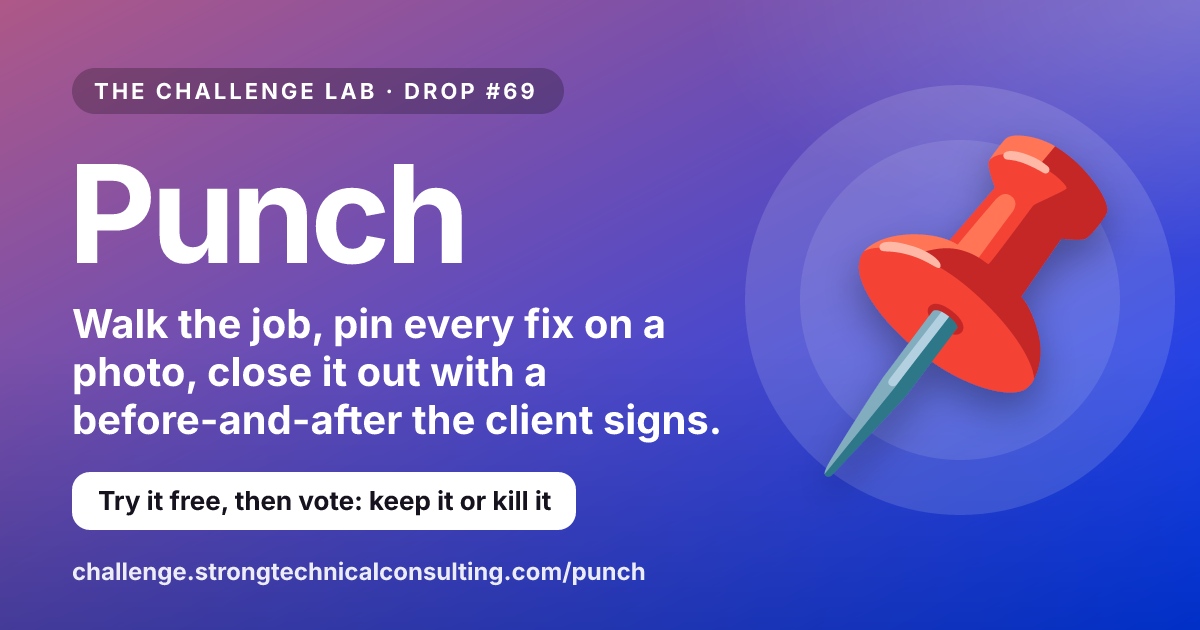 THE CHALLENGE LAB · DROP #69
Punch
Walk the job, pin every fix on a
photo, close it out with a
before-and-after the client signs.
Try it free, then vote: keep it or kill it
challenge.strongtechnicalconsulting.com/punch